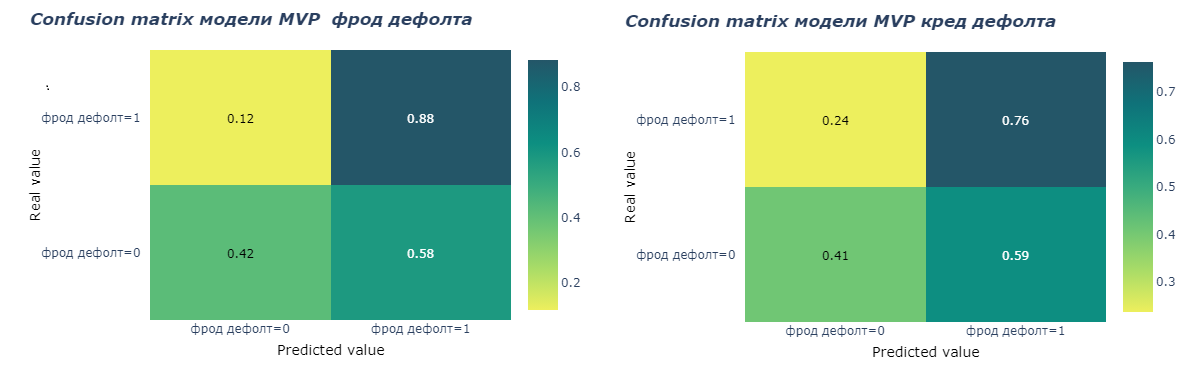 Confusion matrix модели MVP  фрод дефолта
фрод дефолт=1
0.12
0.88
фрод дефолт=0
0.42
0.58
Real value
фрод дефолт=0
фрод дефолт=1
Predicted value
0.8
0.6
0.4
0.2
Confusion matrix модели MVP кред дефолта
фрод дефолт=1
0.24
0.76
фрод дефолт=0
0.41
0.59
Real value
фрод дефолт=0
фрод дефолт=1
Predicted value
0.7
0.6
0.5
0.4
0.3